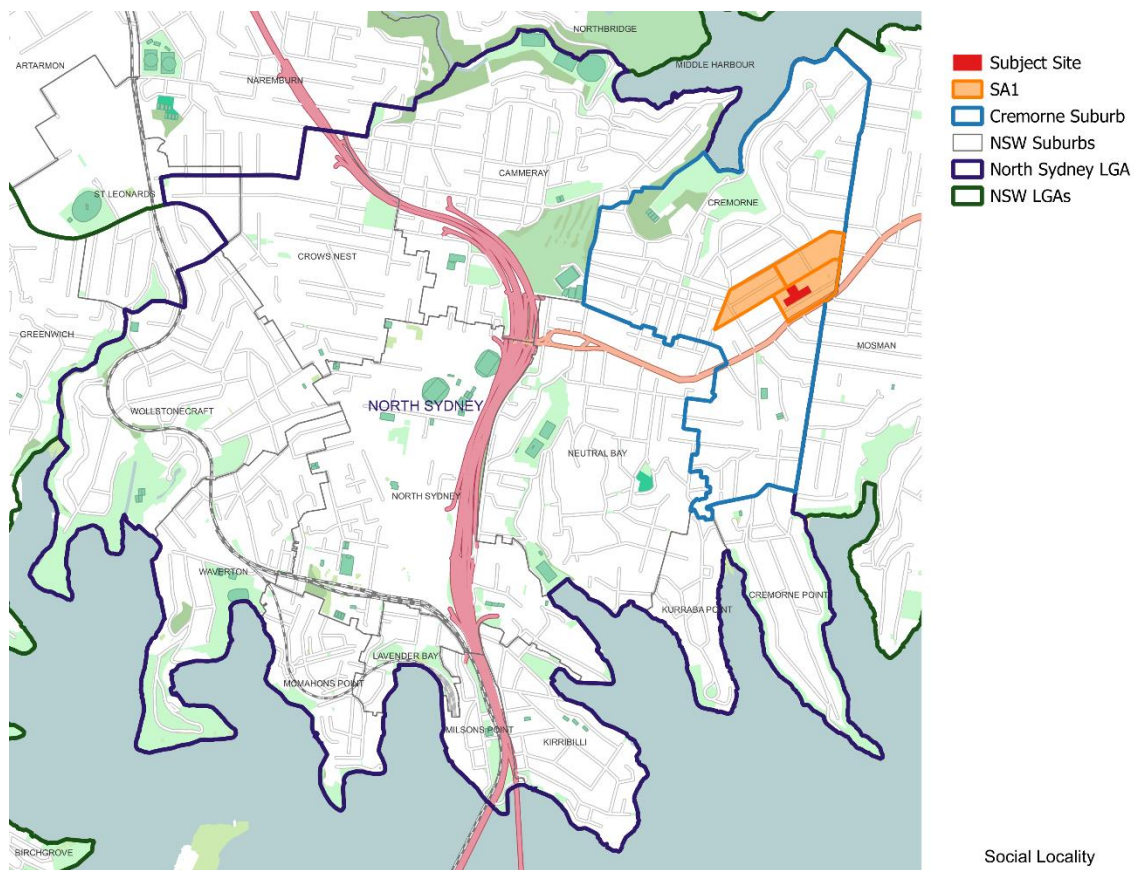 NORTHBRIDGE
ARTARMON
MIDDLE HARBOUR
NAREMBURN
CAMMERAY
ST LEONARDS
CREMORNE
CROWS NEST
GREENWICH
MOSMAN
NORTH SYDNEY
WOLLSTONECRAFT
NEUTRAL BAY
NORTH SYDNEY
WAVERTON
CREMORNE POINT
KURRABA POINT
LAVENDER BAY
MCMAHONS POINT
MILSONS POINT
KIRRIBILLI
BIRCHGROVE
Subject Site
SA1
Cremorne Suburb
NSW Suburbs
North Sydney LGA
NSW LGAs
Social Locality